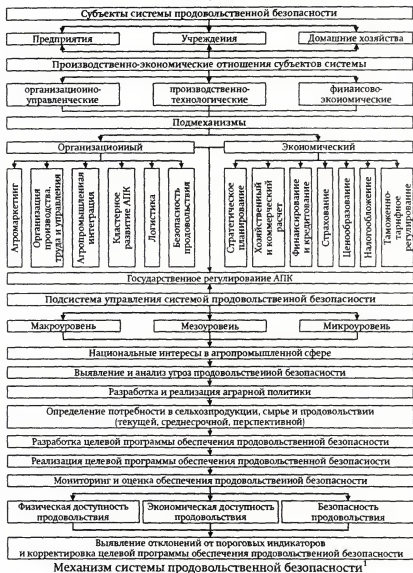 Субъекты системы продовольственной безопасности
Предприятия
Учреждения
Домашние хозяйства
Производственно-экономические отношения субъектов системы
организационно-
управленческие
производственно-
технологические
финансово-
экономические
Подмеханизмы
Организационный
Экономический
Агромаркетинг
Организация
производства,
труда и управления
Агропромышленная
интеграция
Кластерное
развитие АПК
Логистика
Безопасность
продовольствия
Стратегическое
планирование
Хозяйственный
и коммерческий
расчет
Финансирование
и кредитование
Страхование
Ценообразование
Налогообложение
Таможенно-
тарифное
регулирование
Государственное регулирование АПК
Подсистема управления системой продовольственной безопасности
Макроуровень
Мезоуровень
Микроуровень
Национальные интересы в агропромышленной сфере
Выявление и анализ угроз продовольственной безопасности
Разработка и реализация аграрной политики
Определение потребности в сельхозпродукции, сырье и продовольствии
(текущей, среднесрочной, перспективной)
Разработка целевой программы обеспечения продовольственной безопасности
Реализация целевой программы обеспечения продовольственной безопасности
Мониторинг и оценка обеспечения продовольственной безопасности
Физическая доступность
продовольствия
Экономическая доступность
продовольствия
Безопасность
продовольствия
Выявление отклонений от пороговых индикаторов
и корректировка целевой программы обеспечения продовольственной безопасности
Механизм системы продовольственной безопасности¹